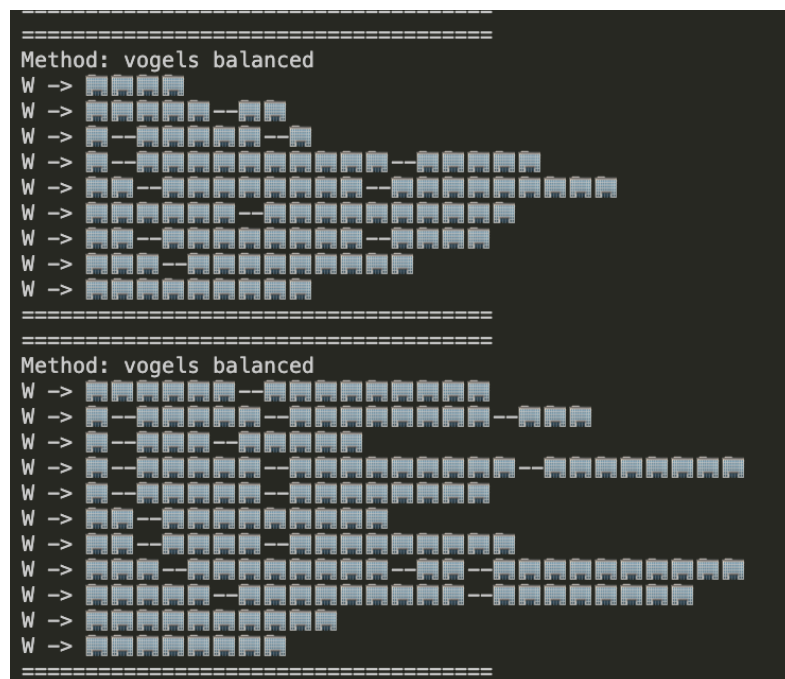 =====================================
=====================================
Method: vogels balanced
W -> 🏢🏢🏢🏢
W -> 🏢🏢🏢🏢🏢--🏢🏢
W -> 🏢--🏢🏢🏢🏢🏢--🏢
W -> 🏢--🏢🏢🏢🏢🏢🏢🏢🏢🏢🏢--🏢🏢🏢🏢🏢
W -> 🏢🏢--🏢🏢🏢🏢🏢🏢🏢🏢--🏢🏢🏢🏢🏢🏢🏢🏢🏢
W -> 🏢🏢🏢🏢🏢🏢--🏢🏢🏢🏢🏢🏢🏢🏢🏢🏢
W -> 🏢🏢--🏢🏢🏢🏢🏢🏢🏢🏢--🏢🏢🏢🏢
W -> 🏢🏢🏢--🏢🏢🏢🏢🏢🏢🏢🏢🏢
W -> 🏢🏢🏢🏢🏢🏢🏢🏢🏢
=====================================
=====================================
Method: vogels balanced
W -> 🏢🏢🏢🏢🏢🏢--🏢🏢🏢🏢🏢🏢🏢🏢🏢
W -> 🏢--🏢🏢🏢🏢🏢--🏢🏢🏢🏢🏢🏢🏢🏢--🏢🏢🏢
W -> 🏢--🏢🏢🏢--🏢🏢🏢🏢🏢
W -> 🏢--🏢🏢🏢🏢🏢--🏢🏢🏢🏢🏢🏢🏢🏢🏢--🏢🏢🏢🏢🏢🏢🏢🏢
W -> 🏢--🏢🏢🏢🏢🏢--🏢🏢🏢🏢🏢🏢🏢🏢
W -> 🏢🏢--🏢🏢🏢🏢🏢🏢🏢🏢🏢
W -> 🏢🏢--🏢🏢🏢🏢--🏢🏢🏢🏢🏢🏢🏢🏢🏢
W -> 🏢🏢🏢--🏢🏢🏢🏢🏢🏢🏢🏢--🏢🏢--🏢🏢🏢🏢🏢🏢🏢🏢🏢🏢
W -> 🏢🏢🏢🏢🏢--🏢🏢🏢🏢🏢🏢🏢🏢🏢--🏢🏢🏢🏢🏢🏢🏢🏢
W -> 🏢🏢🏢🏢🏢🏢🏢🏢🏢🏢
W -> 🏢🏢🏢🏢🏢🏢🏢🏢
=====================================